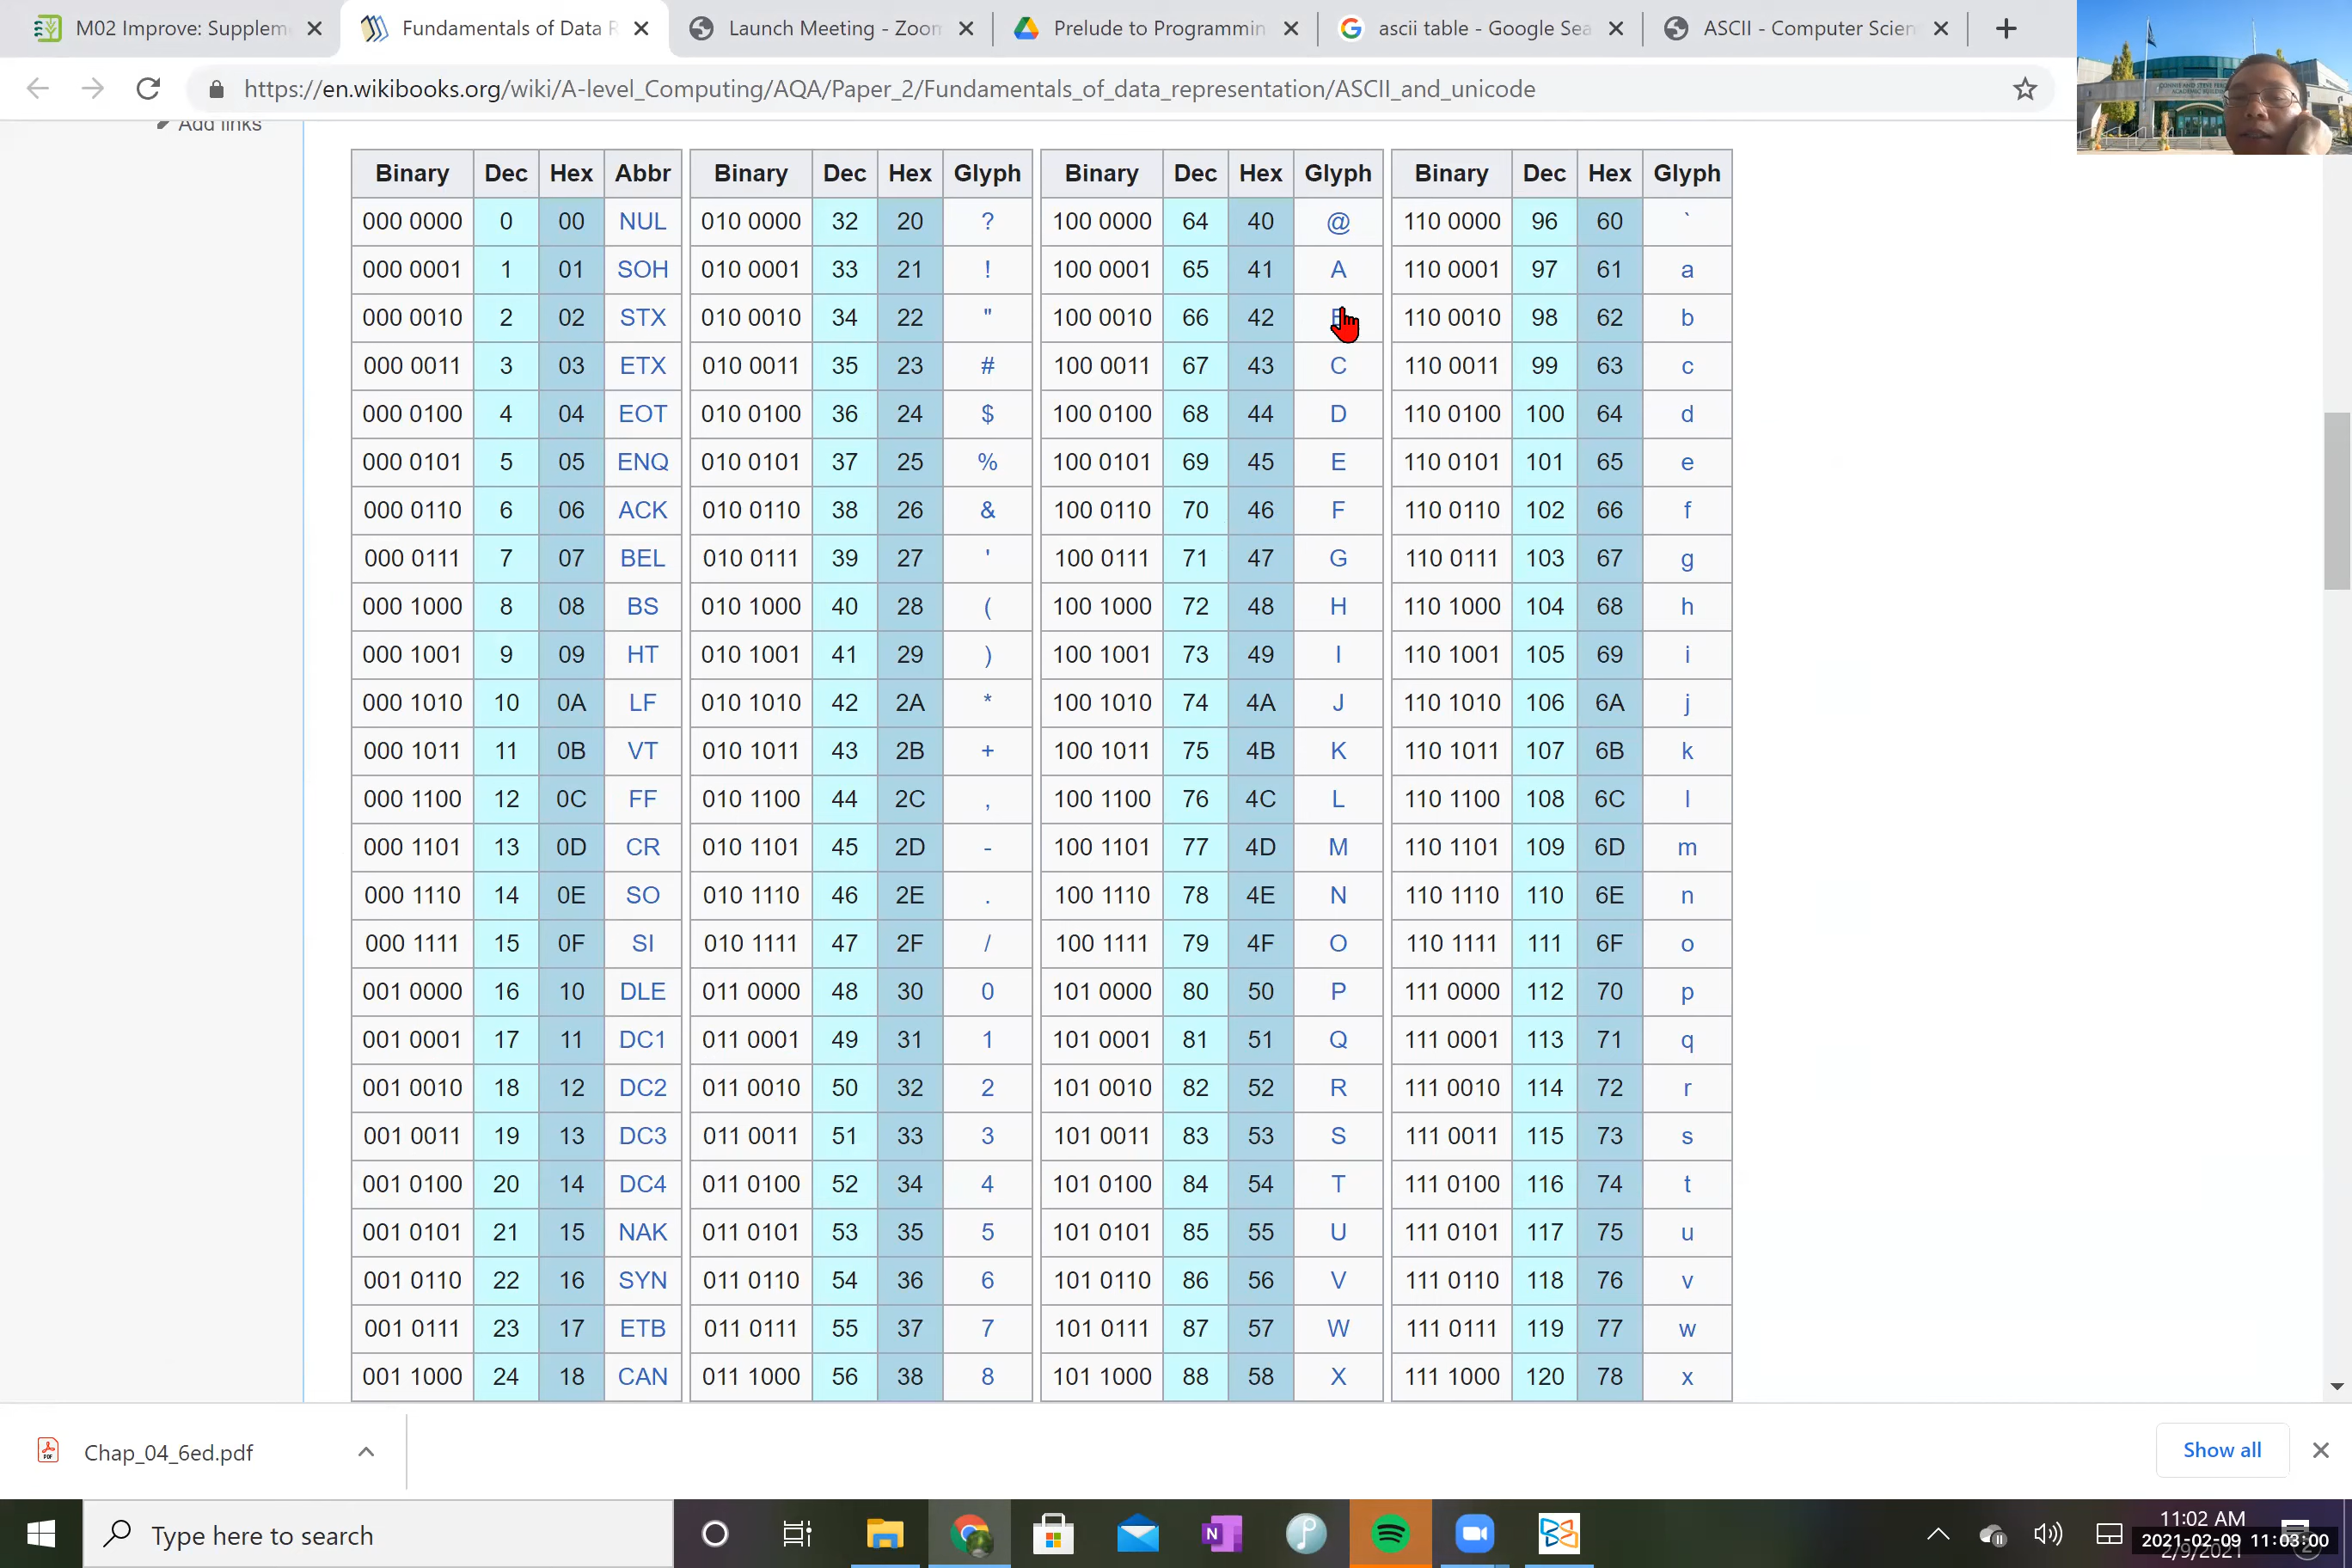 M02 Improve: Supplem
Fundamentals of Data R
Launch Meeting - Zoom
Prelude to Programmin
ascii table - Google Sea
ASCII - Computer Scien
https://en.wikibooks.org/wiki/A-level_Computing/AQA/Paper_2/Fundamentals_of_data_representation/ASCII_and_unicode
Add links
Binary Dec Hex Abbr Binary Dec Hex Glyph Binary Dec Hex Glyph Binary Dec Hex Glyph
000 0000 0 00 NUL 010 0000 32 20 ? 100 0000 64 40 @ 110 0000 96 60 `
000 0001 1 01 SOH 010 0001 33 21 ! 100 0001 65 41 A 110 0001 97 61 a
000 0010 2 02 STX 010 0010 34 22 " 100 0010 66 42 110 0010 98 62 b
000 0011 3 03 ETX 010 0011 35 23 # 100 0011 67 43 C 110 0011 99 63 c
000 0100 4 04 EOT 010 0100 36 24 $ 100 0100 68 44 D 110 0100 100 64 d
000 0101 5 05 ENQ 010 0101 37 25 % 100 0101 69 45 E 110 0101 101 65 e
000 0110 6 06 ACK 010 0110 38 26 & 100 0110 70 46 F 110 0110 102 66 f
000 0111 7 07 BEL 010 0111 39 27 ' 100 0111 71 47 G 110 0111 103 67 g
000 1000 8 08 BS 010 1000 40 28 ( 100 1000 72 48 H 110 1000 104 68 h
000 1001 9 09 HT 010 1001 41 29 ) 100 1001 73 49 I 110 1001 105 69 i
000 1010 10 0A LF 010 1010 42 2A * 100 1010 74 4A J 110 1010 106 6A j
000 1011 11 0B VT 010 1011 43 2B + 100 1011 75 4B K 110 1011 107 6B k
000 1100 12 0C FF 010 1100 44 2C , 100 1100 76 4C L 110 1100 108 6C l
000 1101 13 0D CR 010 1101 45 2D - 100 1101 77 4D M 110 1101 109 6D m
000 1110 14 0E SO 010 1110 46 2E . 100 1110 78 4E N 110 1110 110 6E n
000 1111 15 0F SI 010 1111 47 2F / 100 1111 79 4F O 110 1111 111 6F o
001 0000 16 10 DLE 011 0000 48 30 0 101 0000 80 50 P 111 0000 112 70 p
001 0001 17 11 DC1 011 0001 49 31 1 101 0001 81 51 Q 111 0001 113 71 q
001 0010 18 12 DC2 011 0010 50 32 2 101 0010 82 52 R 111 0010 114 72 r
001 0011 19 13 DC3 011 0011 51 33 3 101 0011 83 53 S 111 0011 115 73 s
001 0100 20 14 DC4 011 0100 52 34 4 101 0100 84 54 T 111 0100 116 74 t
001 0101 21 15 NAK 011 0101 53 35 5 101 0101 85 55 U 111 0101 117 75 u
001 0110 22 16 SYN 011 0110 54 36 6 101 0110 86 56 V 111 0110 118 76 v
001 0111 23 17 ETB 011 0111 55 37 7 101 0111 87 57 W 111 0111 119 77 w
001 1000 24 18 CAN 011 1000 56 38 8 101 1000 88 58 X 111 1000 120 78 x
Chap_04_6ed.pdf
Show all
Type here to search
11:02 AM
2021-02-09 11:03:00